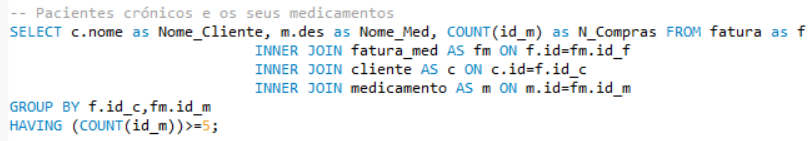 -- Pacientes crónicos e os seus medicamentos
SELECT c.nome as Nome_Cliente, m.des as Nome_Med, COUNT(id_m) as N_Compras FROM fatura as f
INNER JOIN fatura_med AS fm ON f.id=fm.id_f
INNER JOIN cliente AS c ON c.id=f.id_c
INNER JOIN medicamento AS m ON m.id=fm.id_m
GROUP BY f.id_c,fm.id_m
HAVING (COUNT(id_m))>=5;